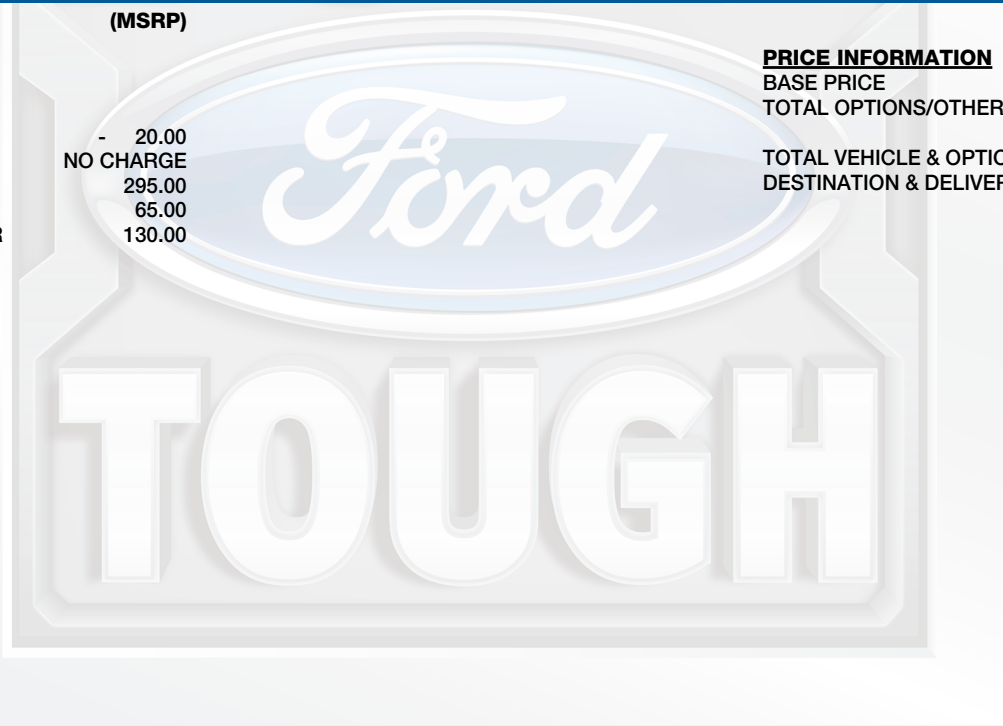 (MSRP)
- 20.00
NO CHARGE
295.00
65.00
R 130.00
PRICE INFORMATION
BASE PRICE
TOTAL OPTIONS/OTHER
TOTAL VEHICLE & OPTIO
DESTINATION & DELIVER
Ford
TOUGH